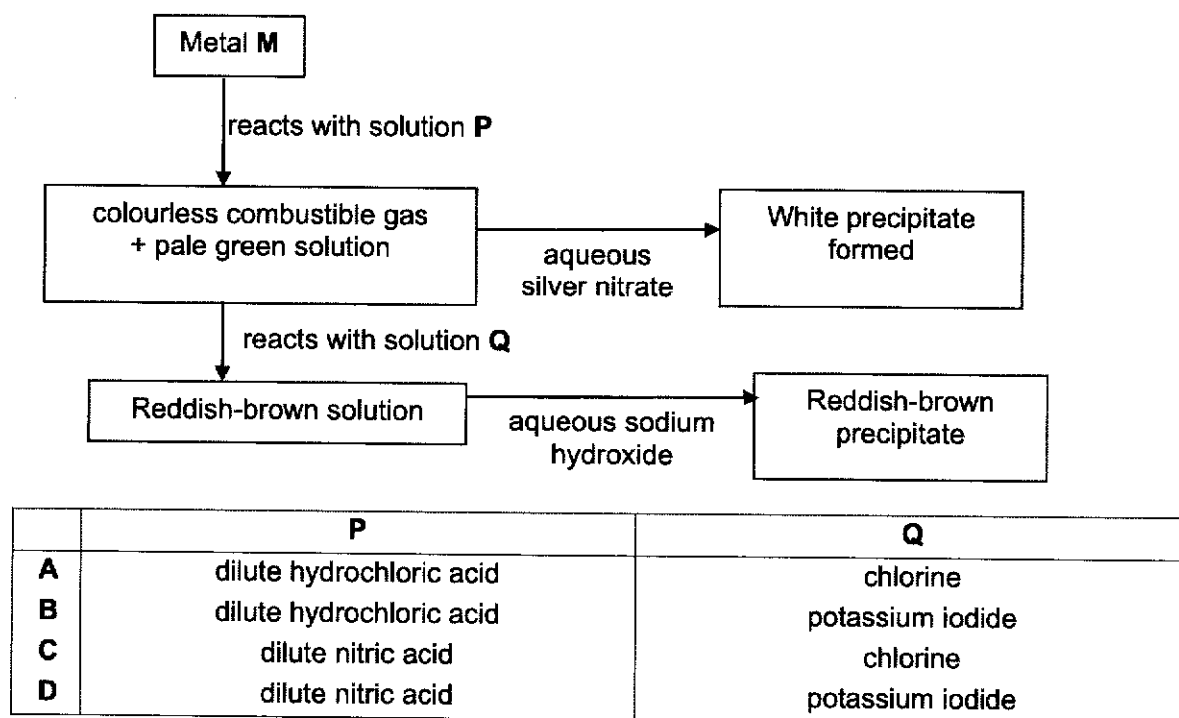 Metal M
reacts with solution P
colourless combustible gas
+ pale green solution
aqueous
silver nitrate
White precipitate
formed
reacts with solution Q
Reddish-brown solution
aqueous sodium
hydroxide
Reddish-brown
precipitate
P Q
A dilute hydrochloric acid chlorine
B dilute hydrochloric acid potassium iodide
C dilute nitric acid chlorine
D dilute nitric acid potassium iodide